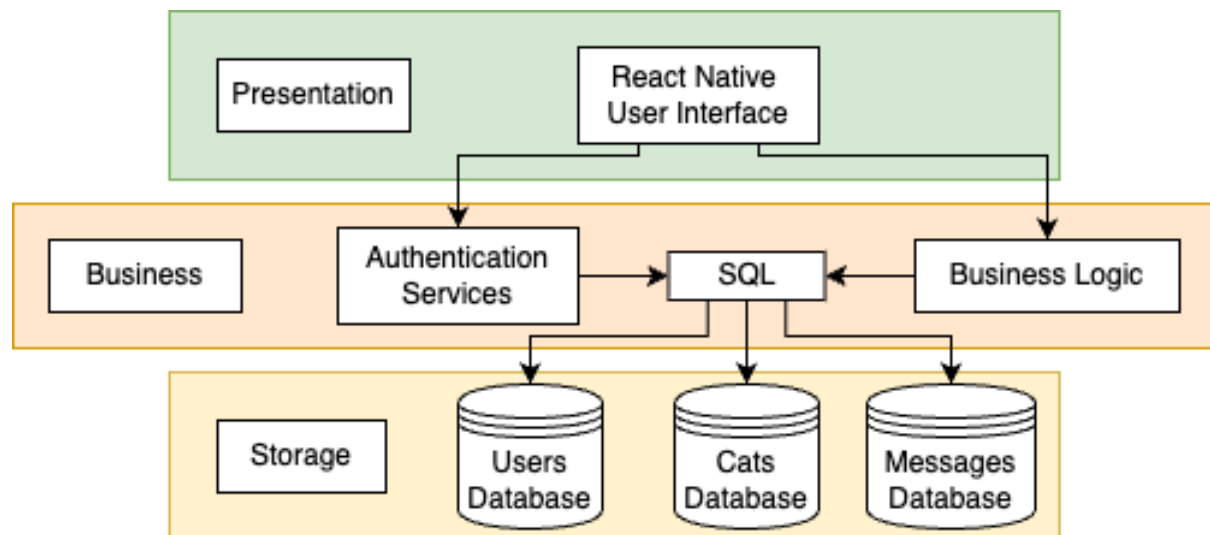 Presentation
React Native
User Interface
Business
Authentication
Services
SQL
Business Logic
Storage
Users
Database
Cats
Database
Messages
Database